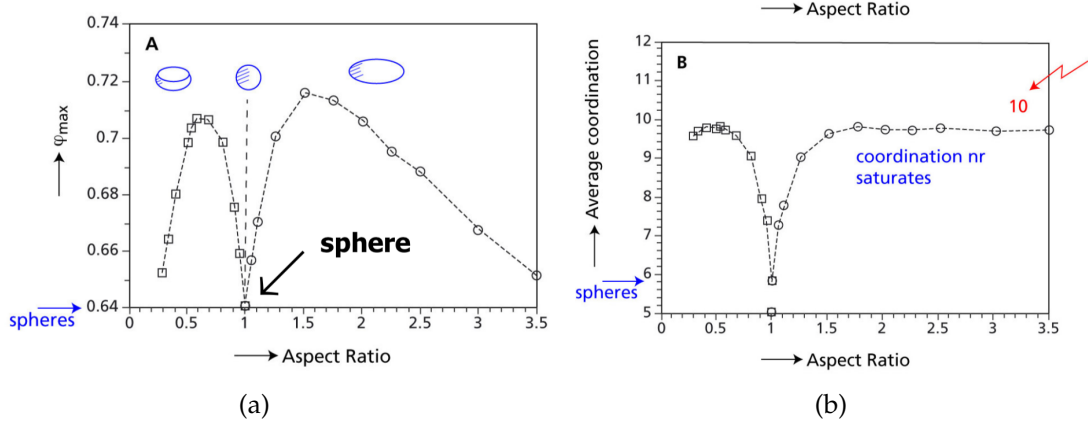 Aspect Ratio
A
0.74
0.72
0.7
0.68
0.66
0.64
φmax
sphere
spheres
0 0.5 1 1.5 2 2.5 3 3.5
Aspect Ratio
(a)
B
12
11
10
9
8
7
6
5
Average coordination
10
coordination nr
saturates
spheres
0 0.5 1 1.5 2 2.5 3 3.5
Aspect Ratio
(b)